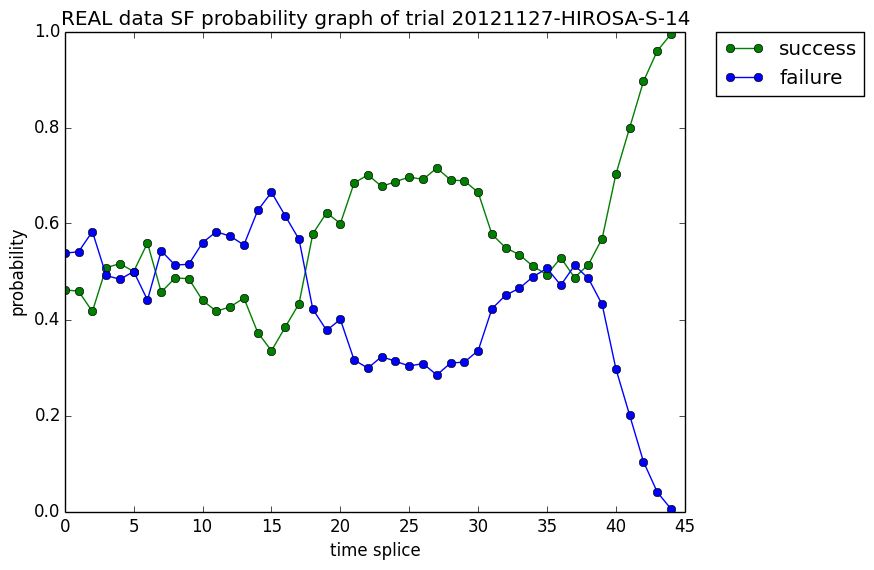 REAL data SF probability graph of trial 20121127-HIROSA-S-14
success
failure
1.0
0.8
0.6
0.4
0.2
0.0
probability
0 5 10 15 20 25 30 35 40 45
time splice